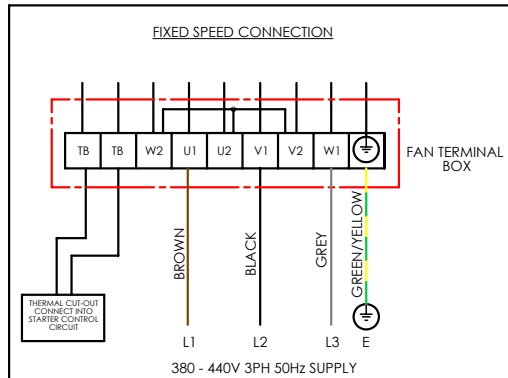 FIXED SPEED CONNECTION
TB TB W2 U1 U2 V1 V2 W1
FAN TERMINAL
BOX
BROWN
BLACK
GREY
GREEN/YELLOW
THERMAL CUT-OUT
CONNECT INTO
STARTER CONTROL
CIRCUIT
L1 L2 L3 E
380 - 440V 3PH 50Hz SUPPLY